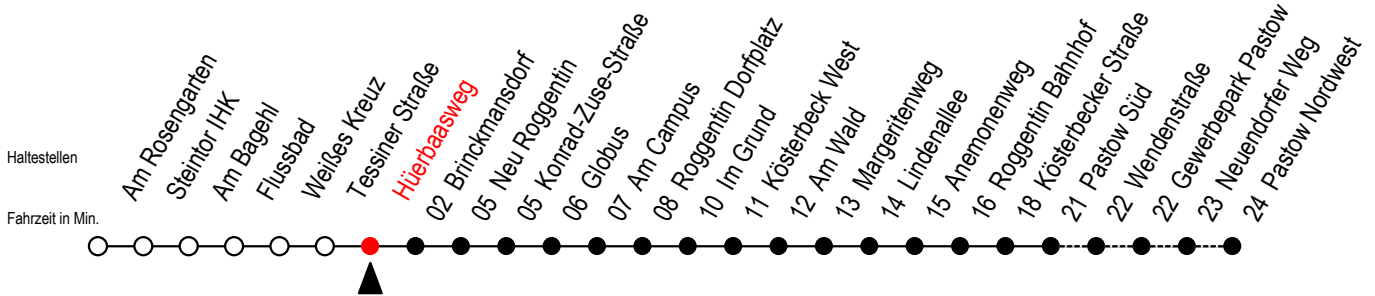 Haltestellen
Fahrzeit in Min.
Am Rosengarten
Steintor IHK
Am Bagehl
Flussbad
Weißes Kreuz
Tessiner Straße
Hüerbaasweg
02 Brinckmansdorf
05 Neu Roggentin
05 Konrad-Zuse-Straße
06 Globus
07 Am Campus
08 Roggentin Dorfplatz
10 Im Grund
11 Kösterbeck West
12 Am Wald
13 Margeritenweg
14 Lindenallee
15 Anemonenweg
16 Roggentin Bahnhof
18 Kösterbecker Straße
21 Pastow Süd
22 Wendenstraße
22 Gewerbepark Pastow
23 Neuendorfer Weg
24 Pastow Nordwest